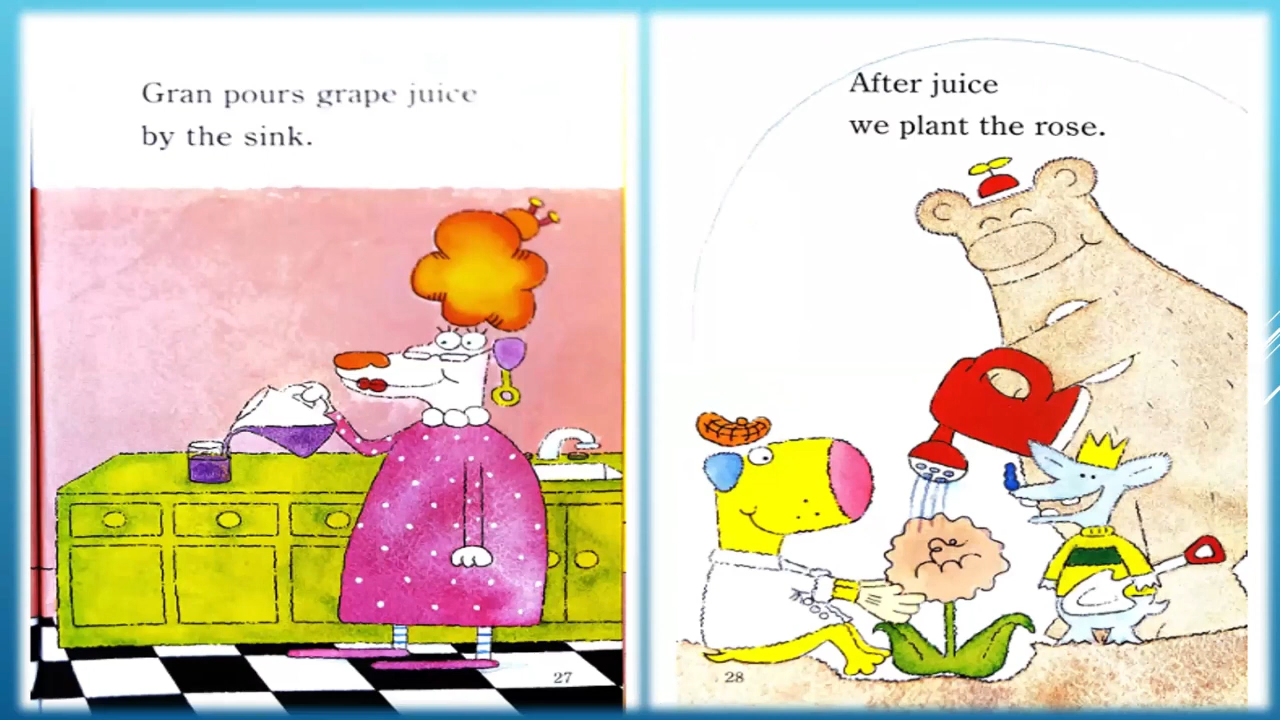 Gran pours grape juice
by the sink.
27
After juice
we plant the rose.
28